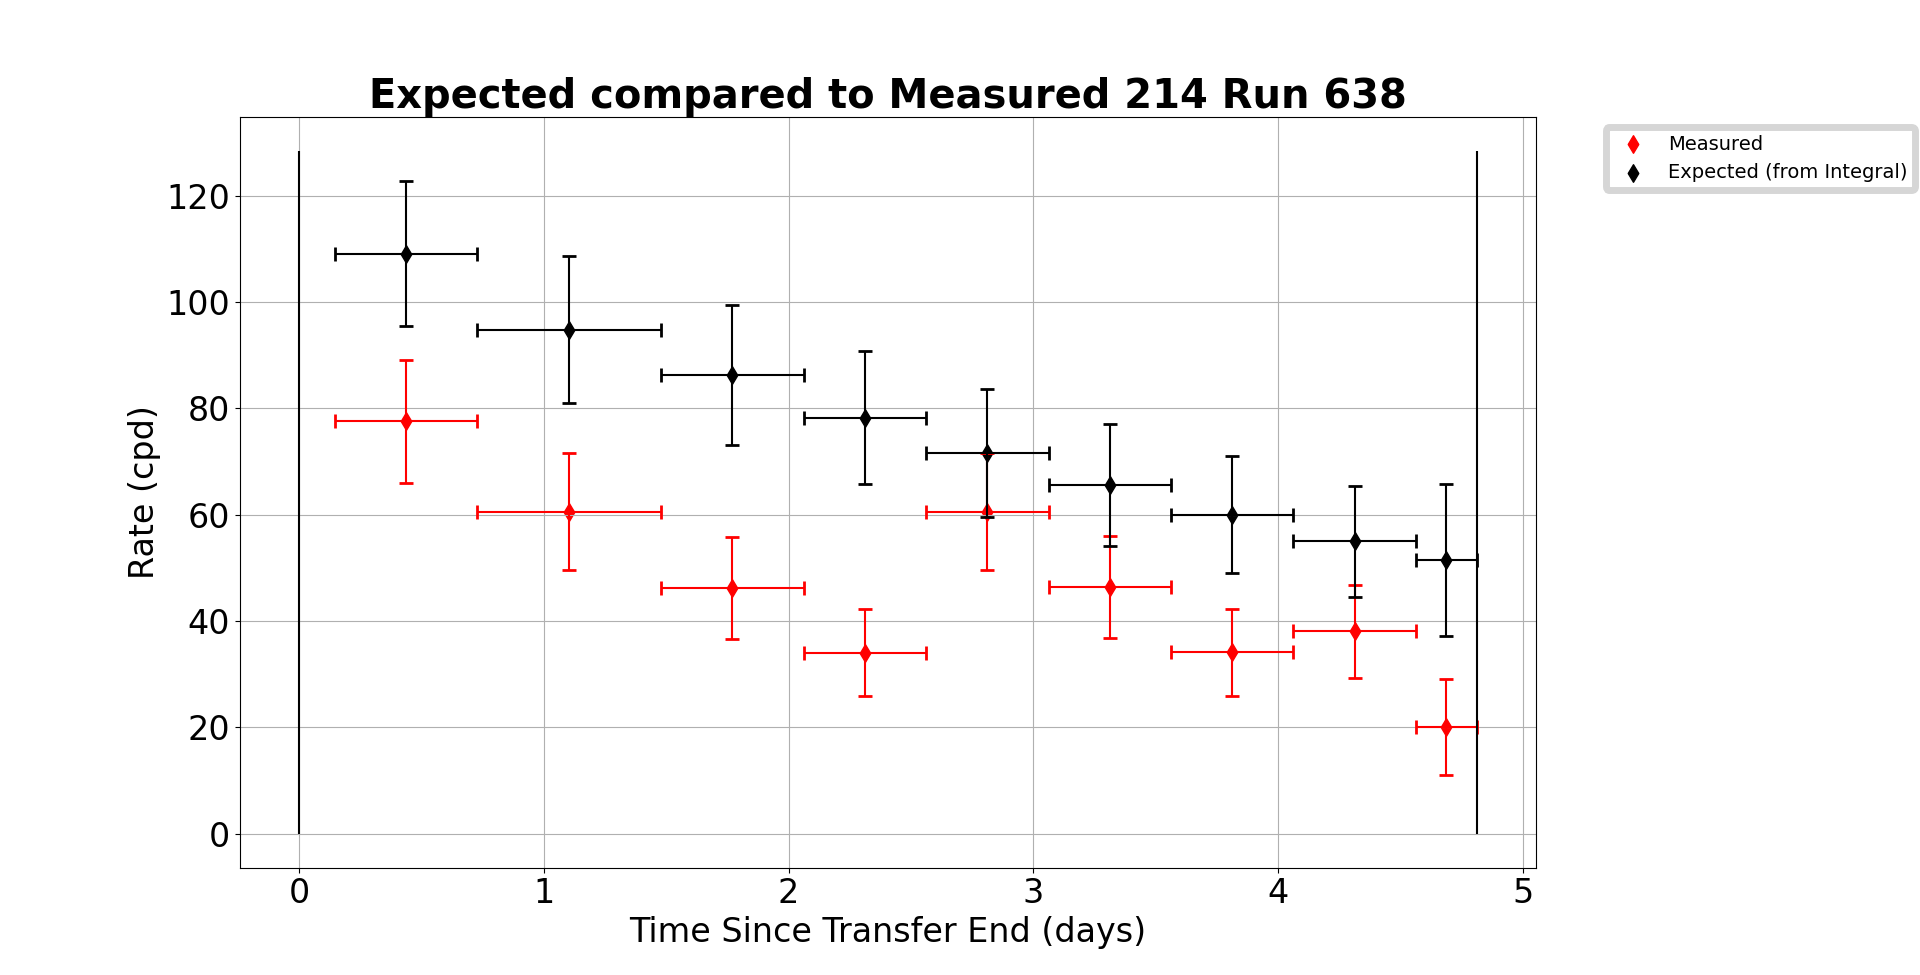 Expected compared to Measured 214 Run 638
Measured
Expected (from Integral)
120
100
80
60
40
20
0
Rate (cpd)
0 1 2 3 4 5
Time Since Transfer End (days)